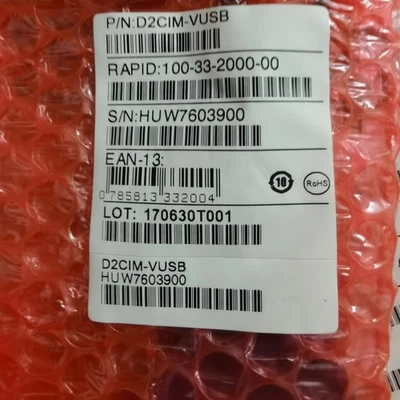 P/N:D2CIM-VUSB
RAPID:100-33-2000-00
S/N:HUW7603900
EAN-13:
0 785813 332004
10
RoHS
LOT: 170630T001
D2CIM-VUSB
HUW7603900